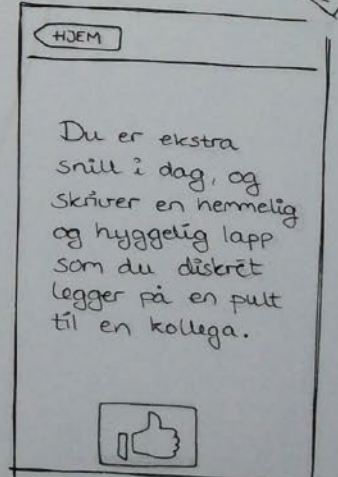 HJEM
Du er ekstra
snill i dag, og
skriver en hemmelig
og hyggelig lapp
som du diskret
legger på en pult
til en kollega.